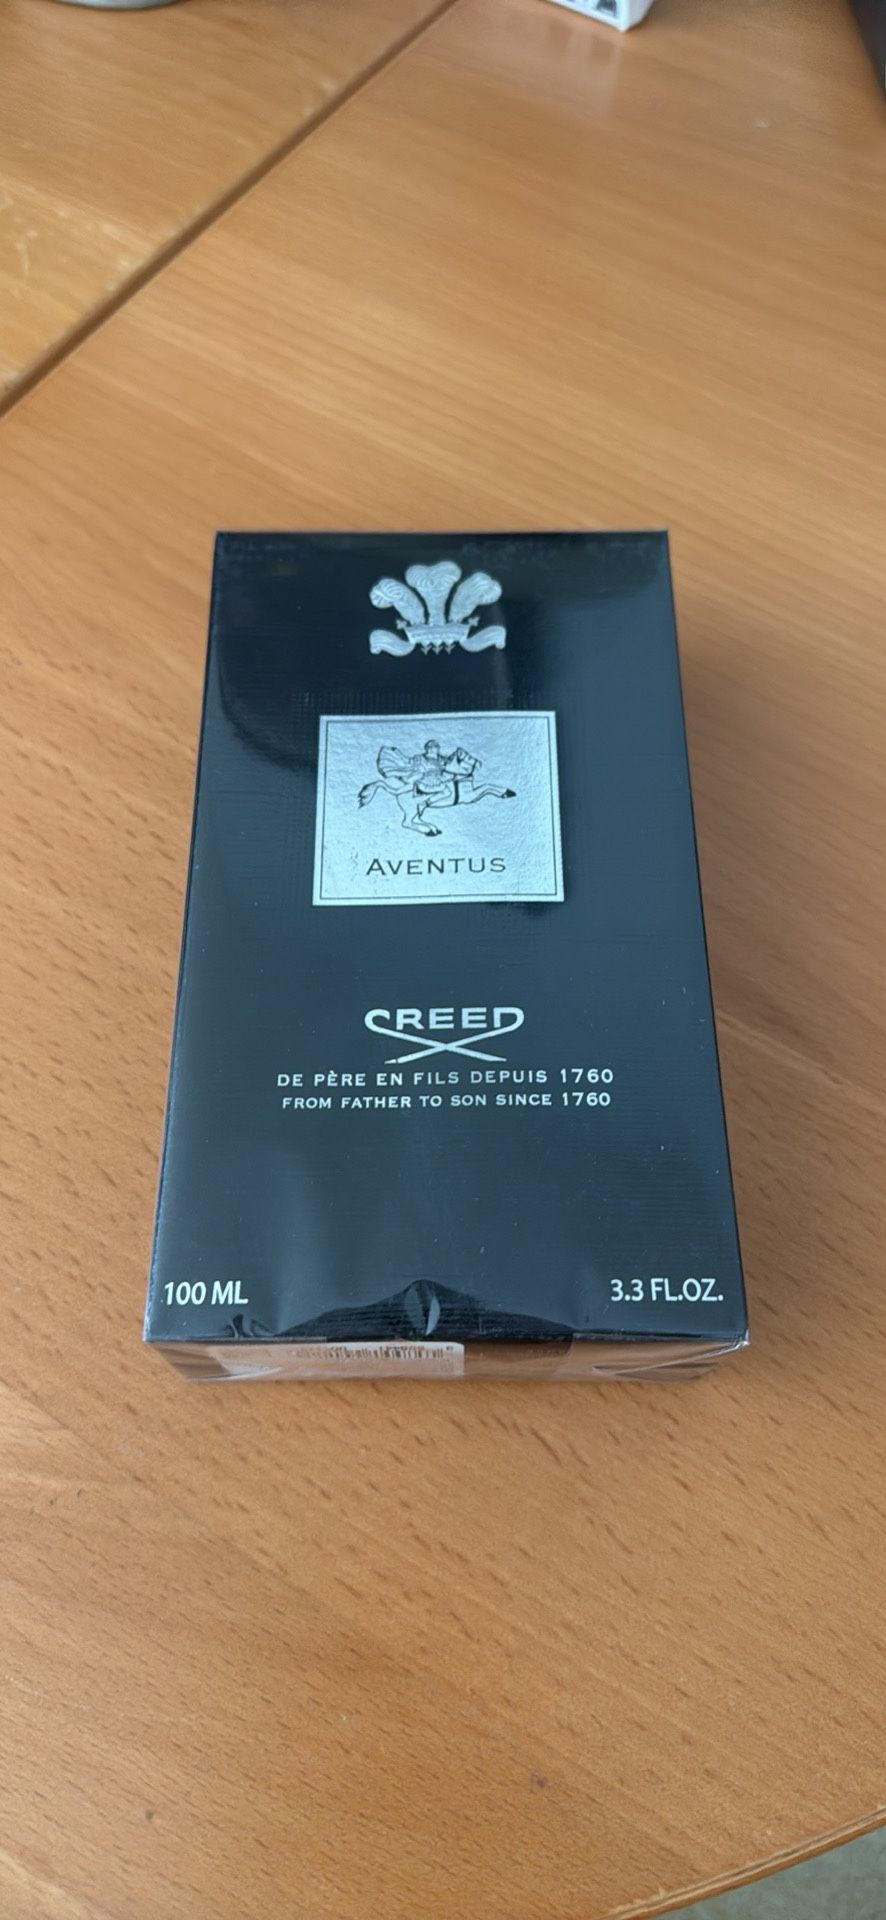 AVENTUS
CREED
DE PÈRE EN FILS DEPUIS 1760
FROM FATHER TO SON SINCE 1760
100 ML
3.3 FL.OZ.